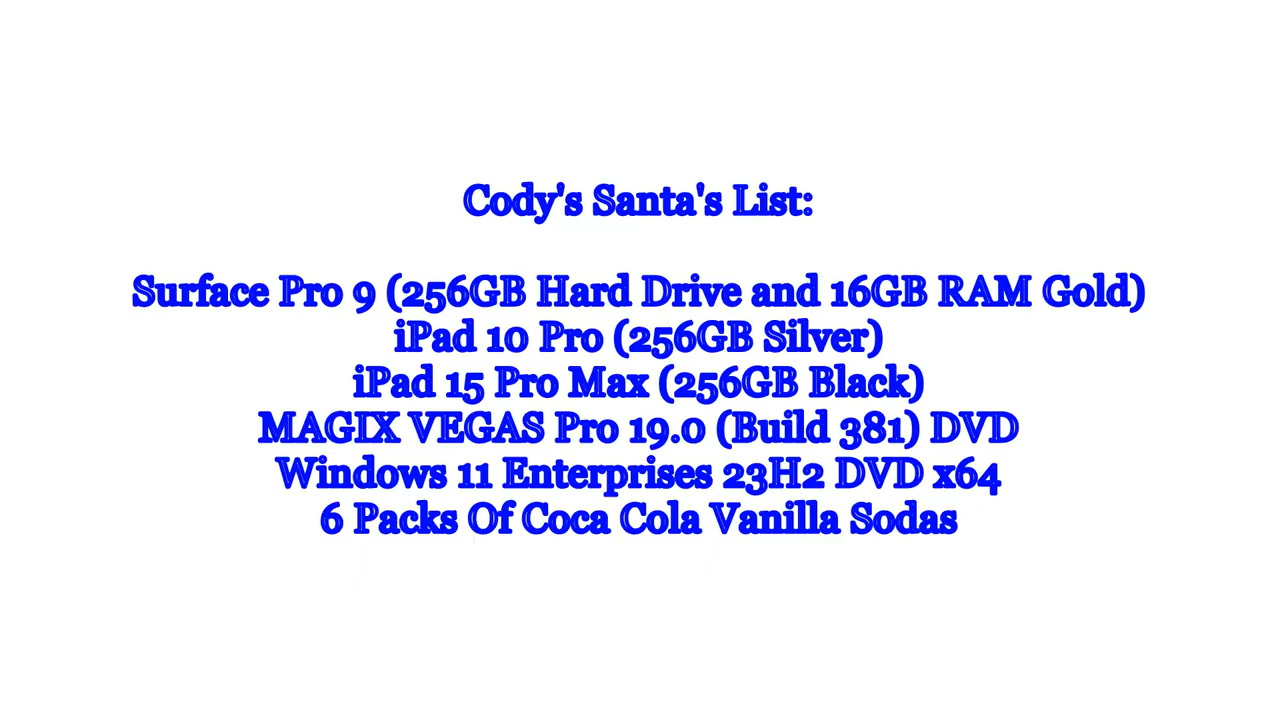 Cody's Santa's List:
Surface Pro 9 (256GB Hard Drive and 16GB RAM Gold)
iPad 10 Pro (256GB Silver)
iPad 15 Pro Max (256GB Black)
MAGIX VEGAS Pro 19.0 (Build 381) DVD
Windows 11 Enterprises 23H2 DVD x64
6 Packs Of Coca Cola Vanilla Sodas